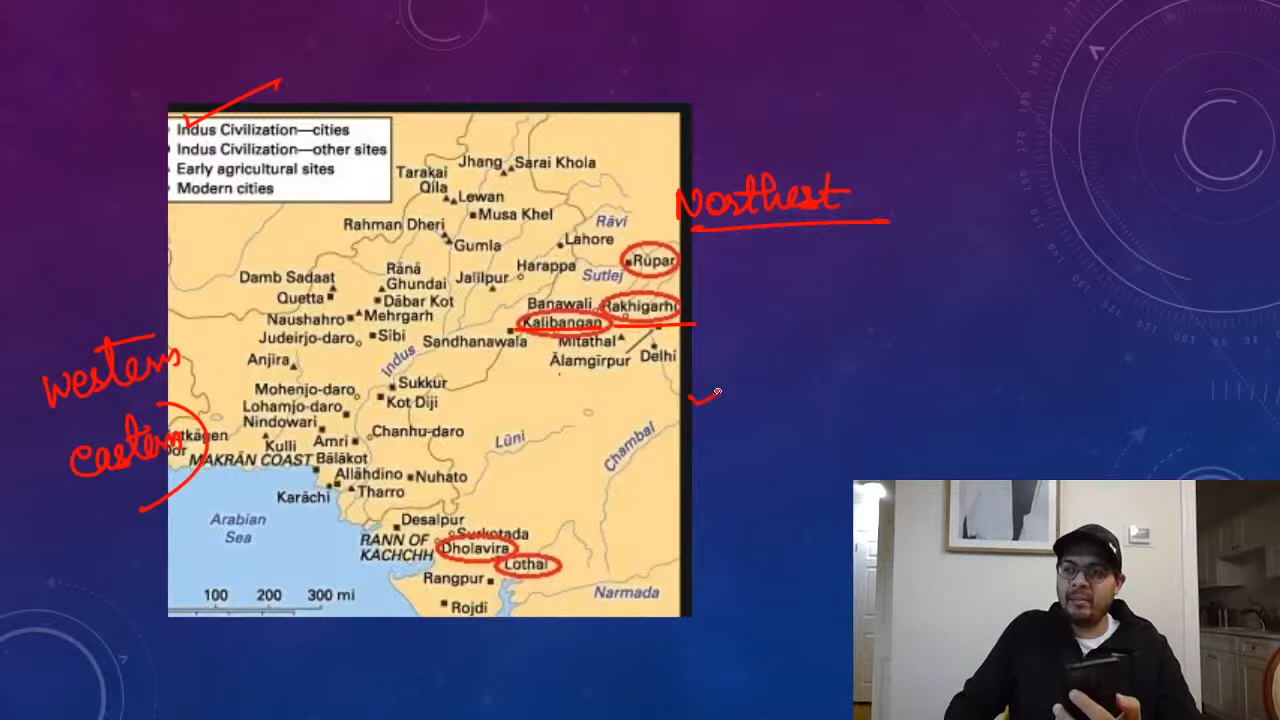 Indus Civilization—cities
Indus Civilization—other sites
Early agricultural sites
Modern cities
Jhang
Sarai Khola
Tarakai
Qila
Lewan
Musa Khel
Northest
Rahman Dheri
Rāvi
Gumla
Lahore
Rūpar
Harappa
Sutlej
Damb Sadaat
Rānā
Ghundai
Jalilpur
Quetta
Dābar Kot
Banawali
Rakhigarhi
Naushahro
Mehrgarh
Kalibangan
Judeirjo-daro
Sibi
Sandhanawala
Mitathal
Western
Anjira
Indus
Ālamgīrpur
Delhi
Mohenjo-daro
Sukkur
Lohamjo-daro
Kot Diji
Nindowari
Chanhu-daro
Eastern
tkāgen
Dor
Kulli
Amri
Lūni
Chambal
MAKRĀN COAST
Bālākot
Allāhdino
Nuhato
Karāchi
Tharro
Arabian
Sea
Desalpur
RANN OF
KACHCHH
Surkotada
Dholavira
Lothal
Rangpur
Narmada
100 200 300 mi
Rojdi